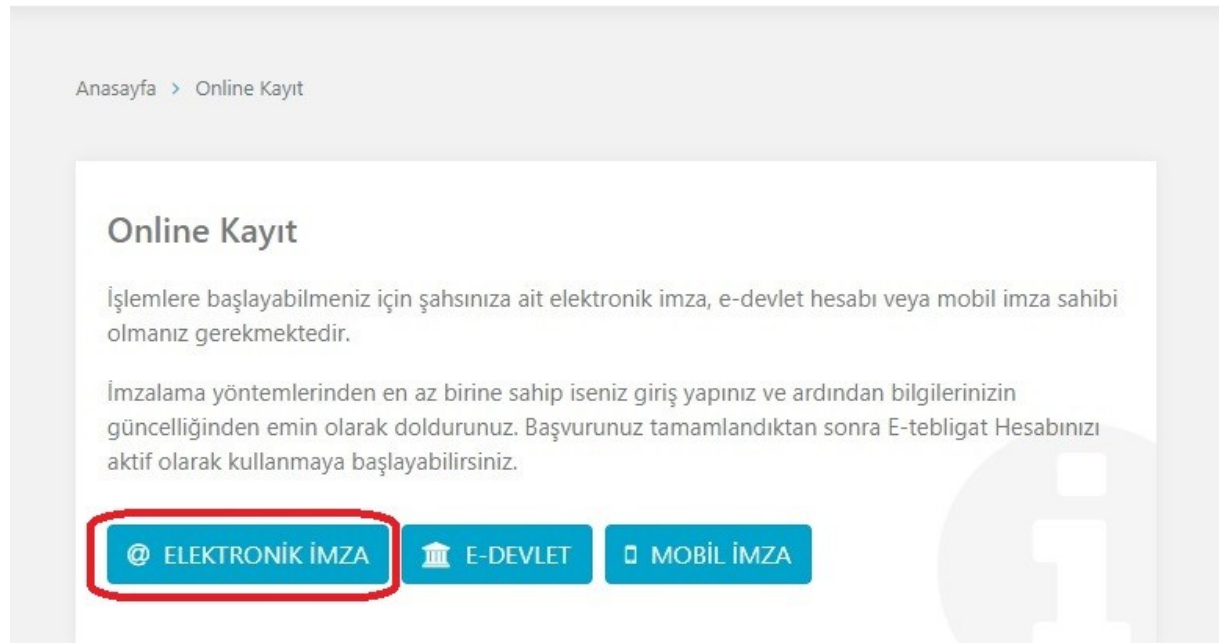 Anasayfa > Online Kayıt
Online Kayıt
İşlemlere başlayabilmeniz için şahsınıza ait elektronik imza, e-devlet hesabı veya mobil imza sahibi
olmanız gerekmektedir.
İmzalama yöntemlerinden en az birine sahip iseniz giriş yapınız ve ardından bilgilerinizin
güncelliğinden emin olarak doldurunuz. Başvurunuz tamamlandıktan sonra E-tebligat Hesabınızı
aktif olarak kullanmaya başlayabilirsiniz.
@ ELEKTRONİK İMZA E-DEVLET MOBİL İMZA